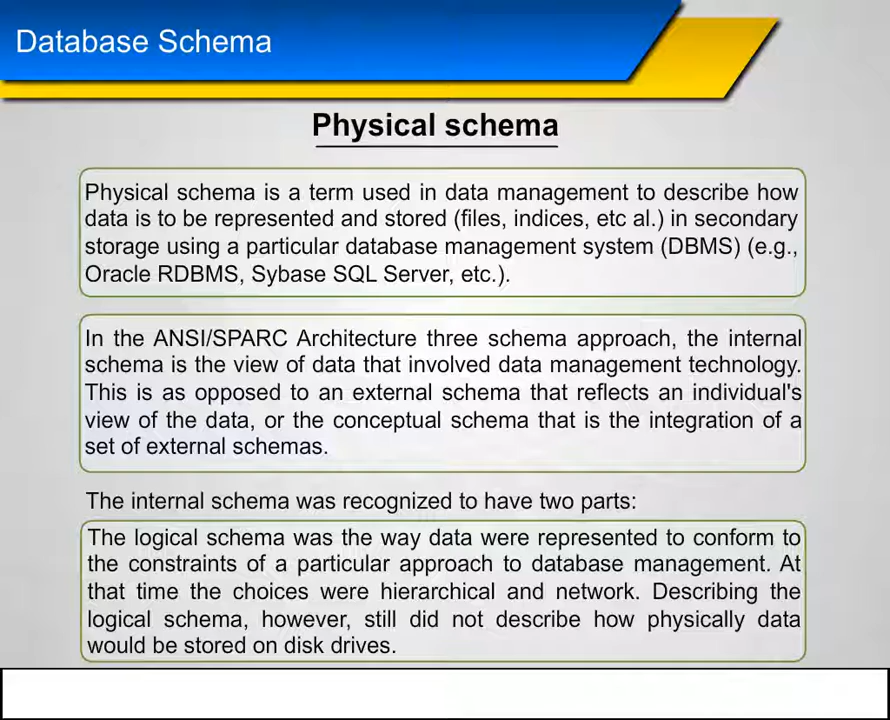 Database Schema
Physical schema
Physical schema is a term used in data management to describe how
data is to be represented and stored (files, indices, etc al.) in secondary
storage using a particular database management system (DBMS) (e.g.,
Oracle RDBMS, Sybase SQL Server, etc.).
In the ANSI/SPARC Architecture three schema approach, the internal
schema is the view of data that involved data management technology.
This is as opposed to an external schema that reflects an individual's
view of the data, or the conceptual schema that is the integration of a
set of external schemas.
The internal schema was recognized to have two parts:
The logical schema was the way data were represented to conform to
the constraints of a particular approach to database management. At
that time the choices were hierarchical and network. Describing the
logical schema, however, still did not describe how physically data
would be stored on disk drives.